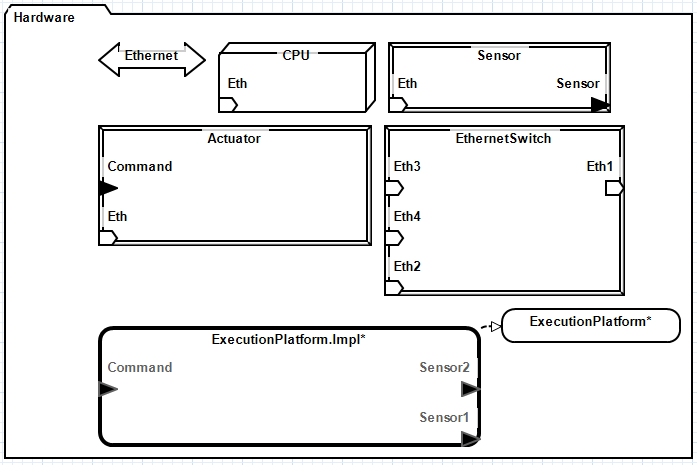 Hardware
Ethernet
CPU
Eth
Sensor
Eth Sensor
Actuator
Command
Eth
EthernetSwitch
Eth3 Eth1
Eth4
Eth2
ExecutionPlatform*
ExecutionPlatform.Impl*
Command Sensor2
Sensor1